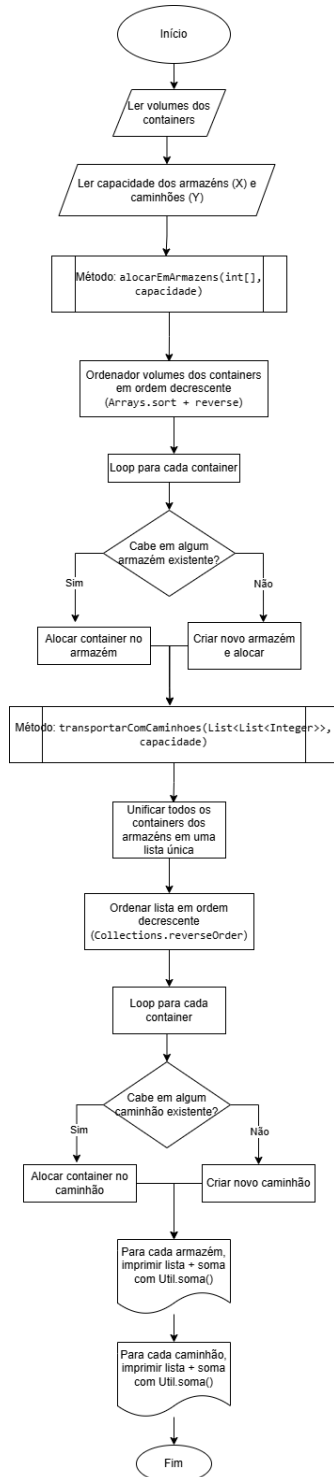 Início
Ler volumes dos
containers
Ler capacidade dos armazéns (X) e
caminhões (Y)
Método: alocarEmArmazens(int[],
capacidade)
Ordenador volumes dos containers
em ordem decrescente
(Arrays.sort + reverse)
Loop para cada container
Cabe em algum
armazém existente?
Sim
Não
Alocar container no
armazém
Criar novo armazém
e alocar
Método: transportarComCaminhoes(List<List<Integer>>,
capacidade)
Unificar todos os
containers dos
armazéns em uma
lista única
Ordenar lista em ordem
decrescente
(Collections.reverseOrder)
Loop para cada
container
Cabe em algum
caminhão existente?
Sim
Não
Alocar container no
caminhão
Criar novo caminhão
Para cada armazém,
imprimir lista + soma
com Util.soma()
Para cada caminhão,
imprimir lista + soma
com Util.soma()
Fim